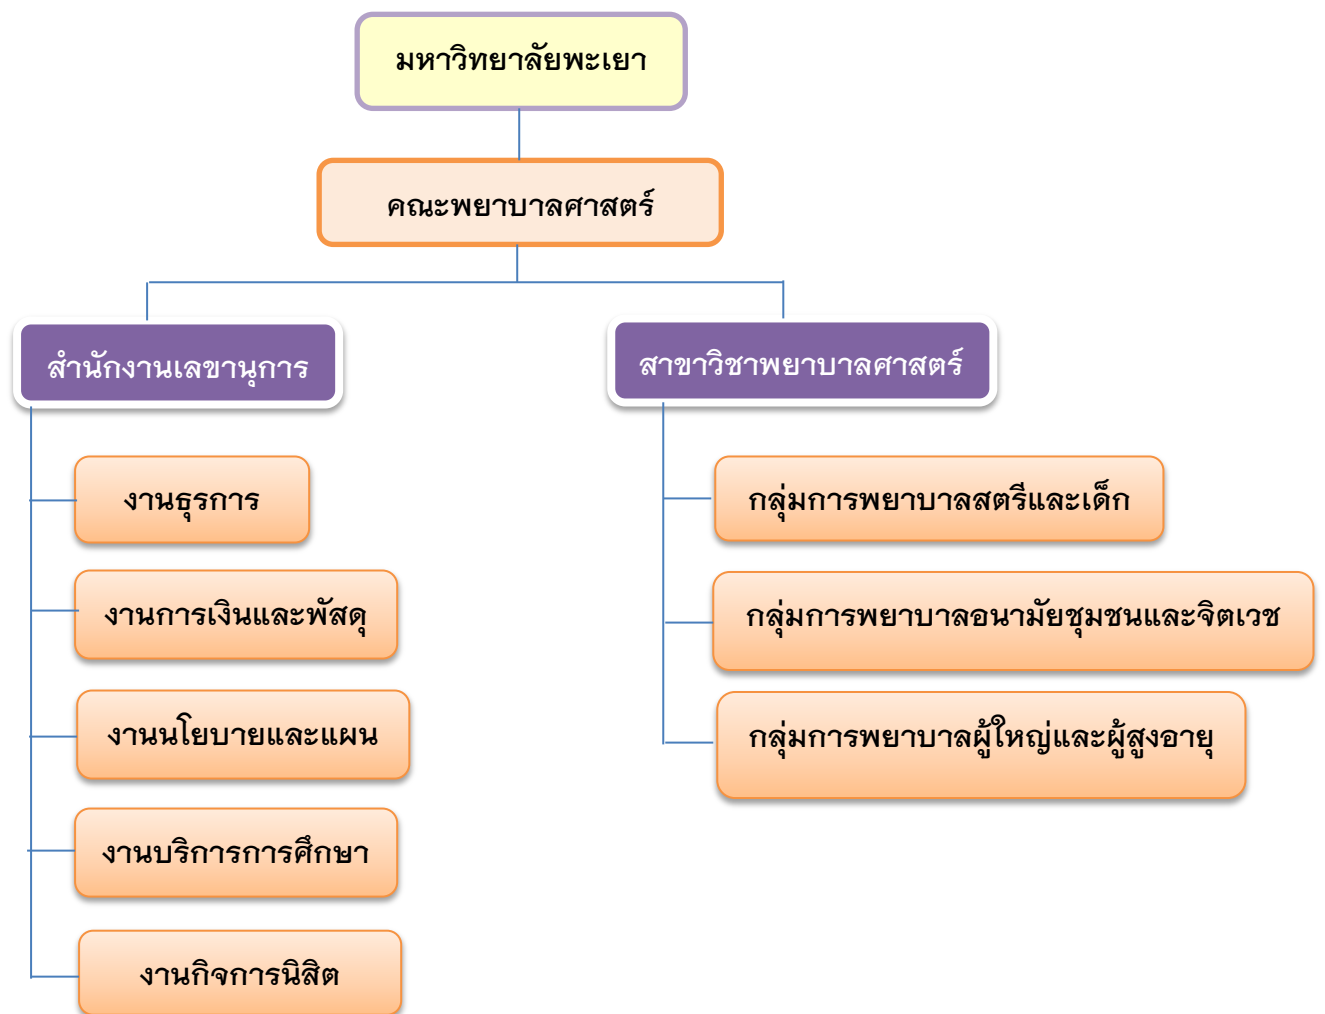 มหาวิทยาลัยพะเยา
คณะพยาบาลศาสตร์
สำนักงานเลขานุการ
สาขาวิชาพยาบาลศาสตร์
งานธุรการ
กลุ่มการพยาบาลสตรีและเด็ก
งานการเงินและพัสดุ
กลุ่มการพยาบาลอนามัยชุมชนและจิตเวช
งานนโยบายและแผน
กลุ่มการพยาบาลผู้ใหญ่และผู้สูงอายุ
งานบริการการศึกษา
งานกิจการนิสิต